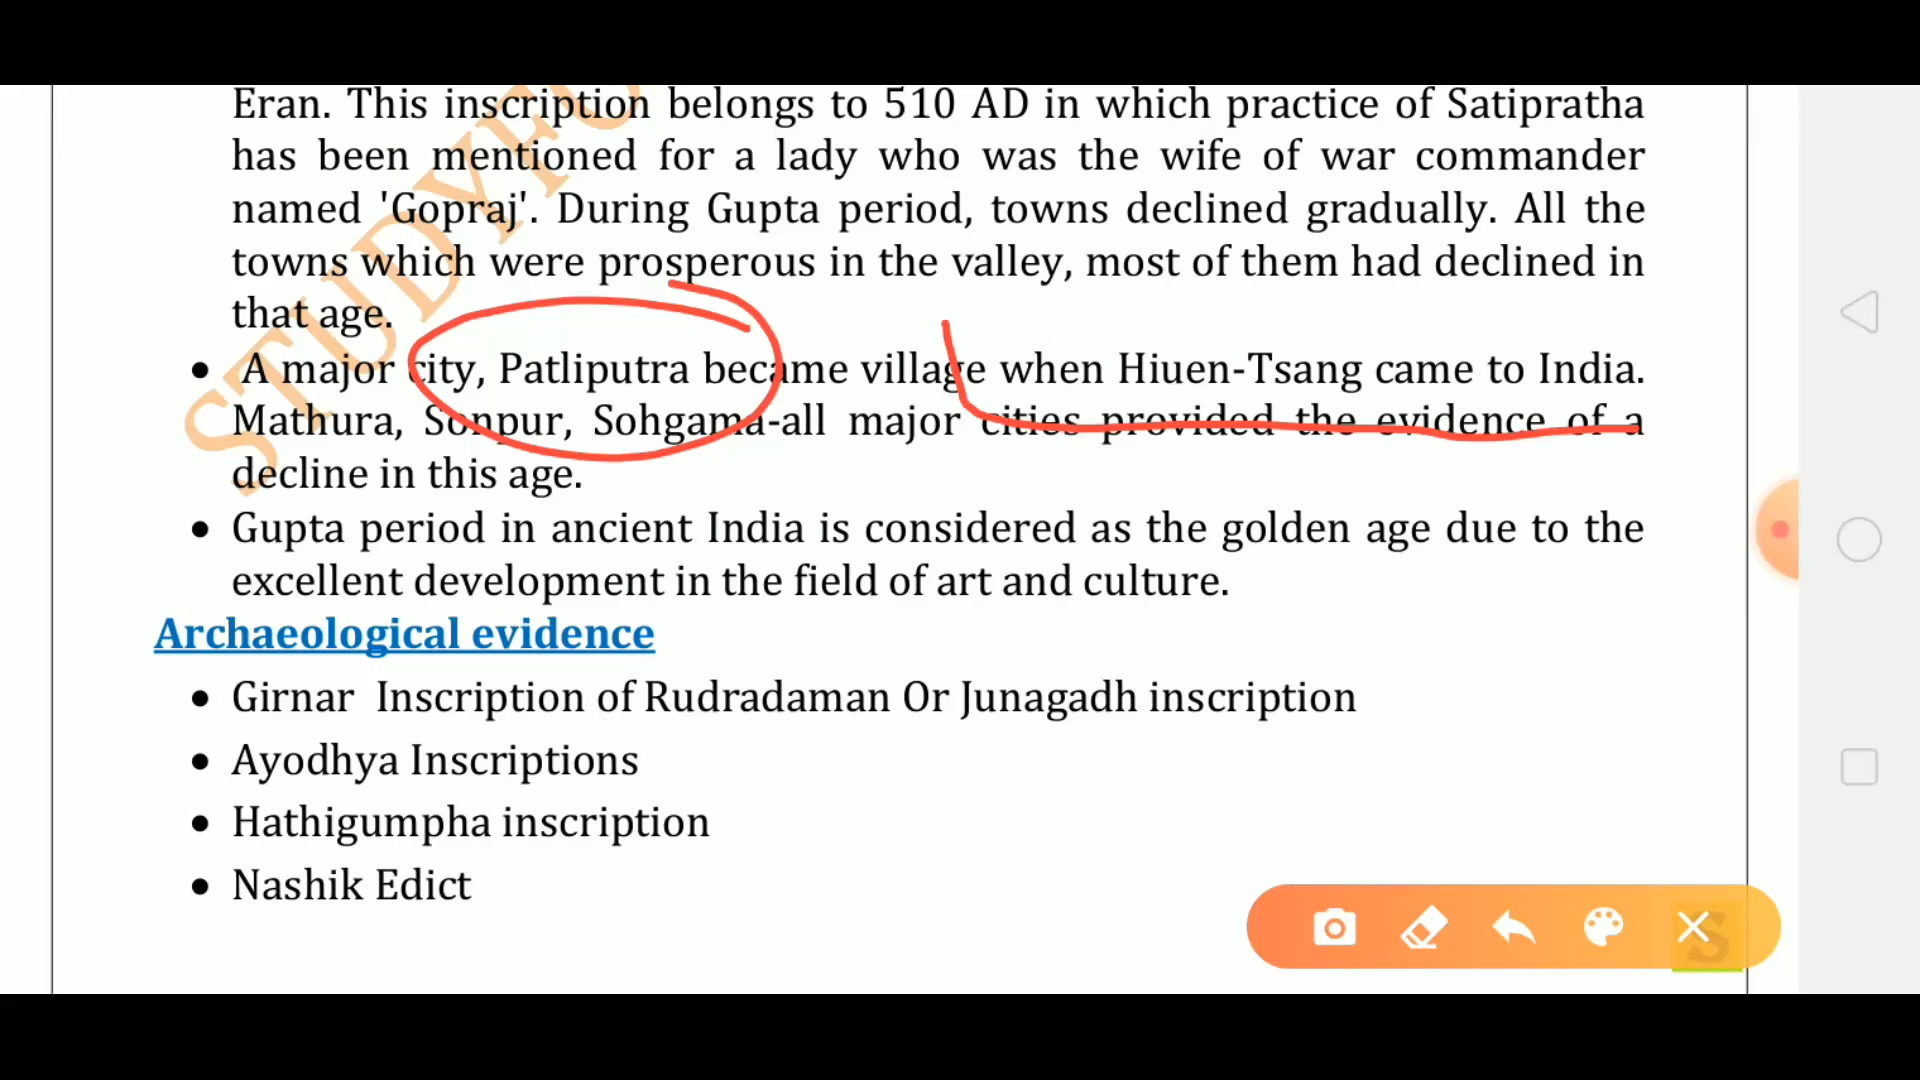 Eran. This inscription belongs to 510 AD in which practice of Satipratha
has been mentioned for a lady who was the wife of war commander
named 'Gopraj'. During Gupta period, towns declined gradually. All the
towns which were prosperous in the valley, most of them had declined in
that age.
• A major city, Patliputra became village when Hiuen-Tsang came to India.
Mathura, Sonpur, Sohgama-all major cities provided the evidence of a
decline in this age.
• Gupta period in ancient India is considered as the golden age due to the
excellent development in the field of art and culture.
Archaeological evidence
• Girnar Inscription of Rudradaman Or Junagadh inscription
• Ayodhya Inscriptions
• Hathigumpha inscription
• Nashik Edict
STUDYFO
S